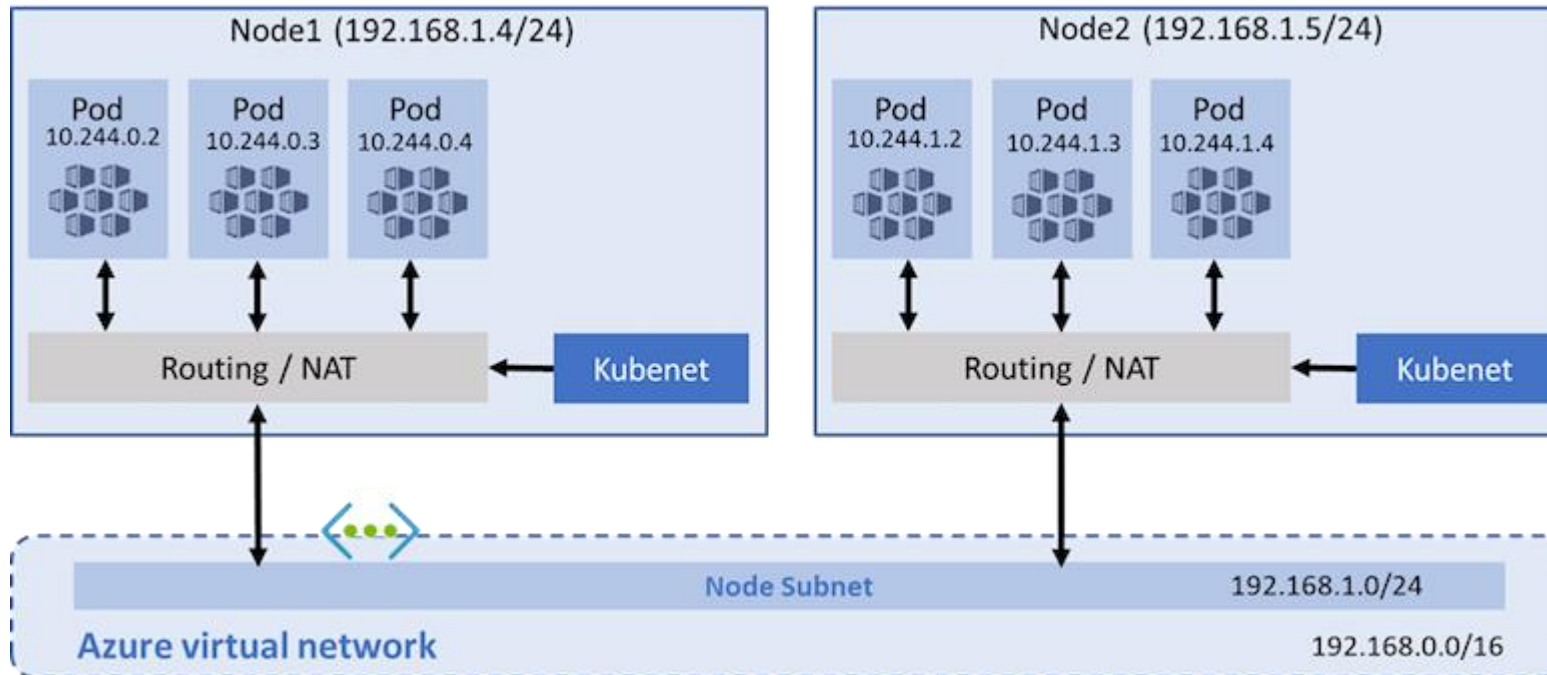 Node1 (192.168.1.4/24)
Pod
10.244.0.2
Pod
10.244.0.3
Pod
10.244.0.4
Routing / NAT
Kubenet
Node2 (192.168.1.5/24)
Pod
10.244.1.2
Pod
10.244.1.3
Pod
10.244.1.4
Routing / NAT
Kubenet
Node Subnet
192.168.1.0/24
Azure virtual network
192.168.0.0/16